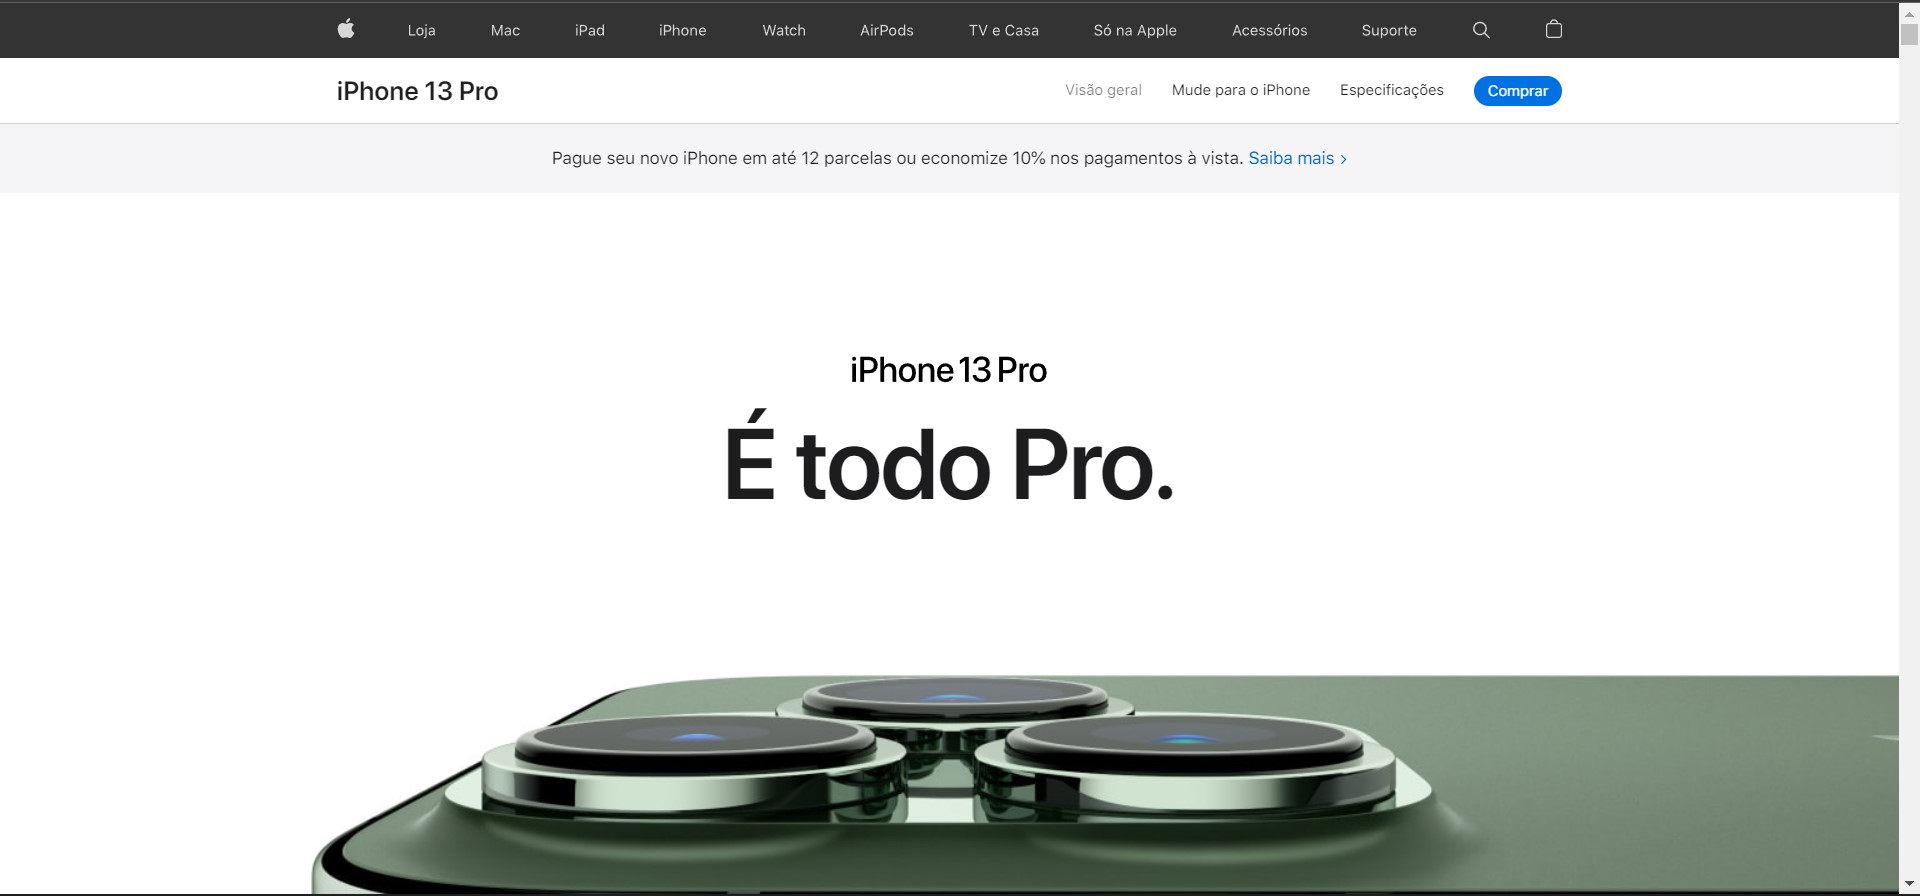 Loja Mac iPad iPhone Watch AirPods TV e Casa Só na Apple Acessórios Suporte
iPhone 13 Pro Visão geral Mude para o iPhone Especificações Comprar
Pague seu novo iPhone em até 12 parcelas ou economize 10% nos pagamentos à vista. Saiba mais >
iPhone 13 Pro
É todo Pro.